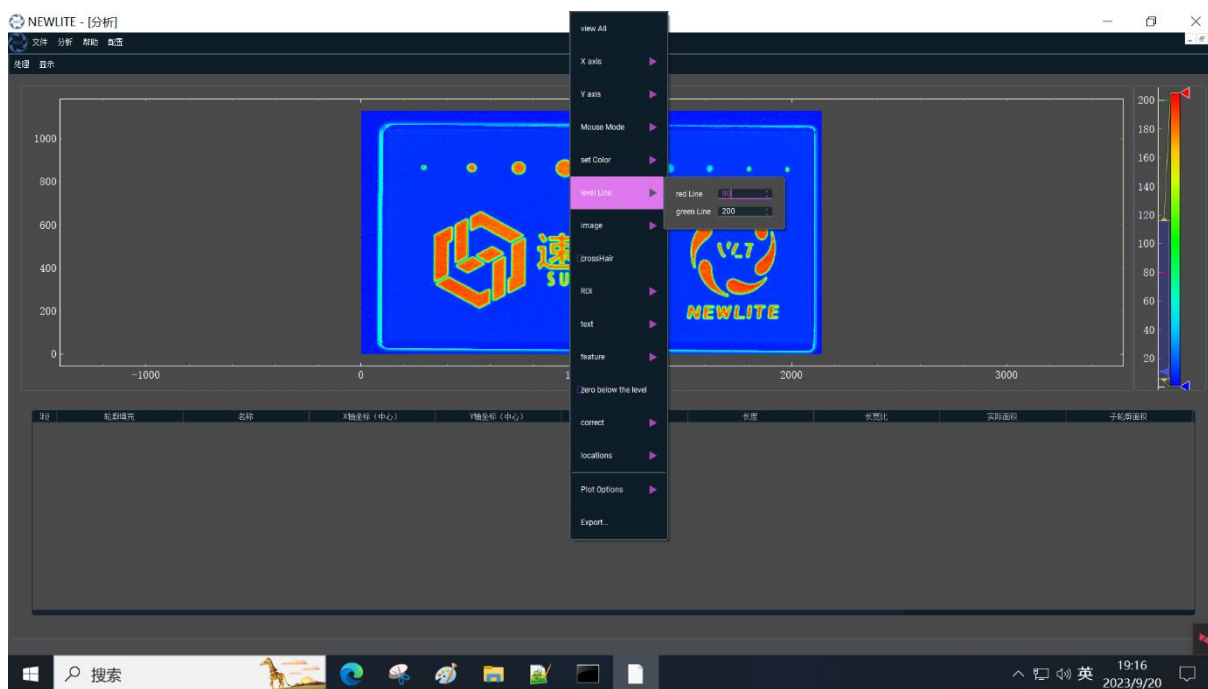 NEWLITE - [分析]
文件 分析 帮助 配置
处理 显示
view All
X axis
Y axis
Mouse Mode
set Color
level Line
image
crossHair
ROI
text
feature
zero below the level
correct
locations
Plot Options
Export...
red Line 80
green Line 200
1000
800
600
400
200
0
-1000 0 1 2000 3000
速
SU
NEWLITE
200
180
160
140
120
100
80
60
40
20
轮廓填充 名称 X轴坐标（中心） Y轴坐标（中心） 长度 长宽比 实际面积 子轮廓面积
搜索
英
19:16
2023/9/20